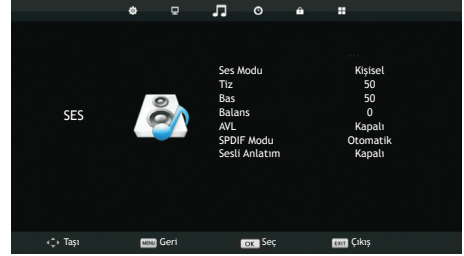 Ses Modu Kişisel
Tiz 50
Bas 50
SES
Balans 0
AVL Kapalı
SPDIF Modu Otomatik
Sesli Anlatım Kapalı
Taşı MENU Geri OK Seç EXIT Çıkış